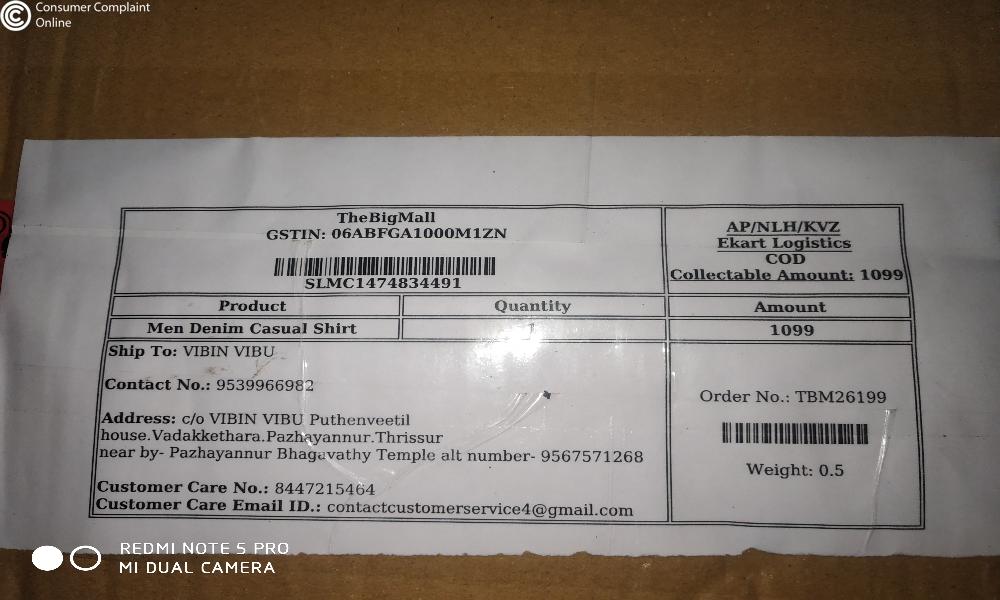 Consumer Complaint
Online
TheBigMall
GSTIN: 06ABFGA1000M1ZN
SLMC1474834491
AP/NLH/KVZ
Ekart Logistics
COD
Collectable Amount: 1099
Product Quantity Amount
Men Denim Casual Shirt 1 1099
Ship To: VIBIN VIBU
Contact No.: 9539966982
Address: c/o VIBIN VIBU Puthenveetil
house.Vadakkethara.Pazhayannur.Thrissur
near by- Pazhayannur Bhagavathy Temple alt number- 9567571268
Customer Care No.: 8447215464
Customer Care Email ID.: contactcustomerservice4@gmail.com
Order No.: TBM26199
Weight: 0.5
REDMI NOTE 5 PRO
MI DUAL CAMERA